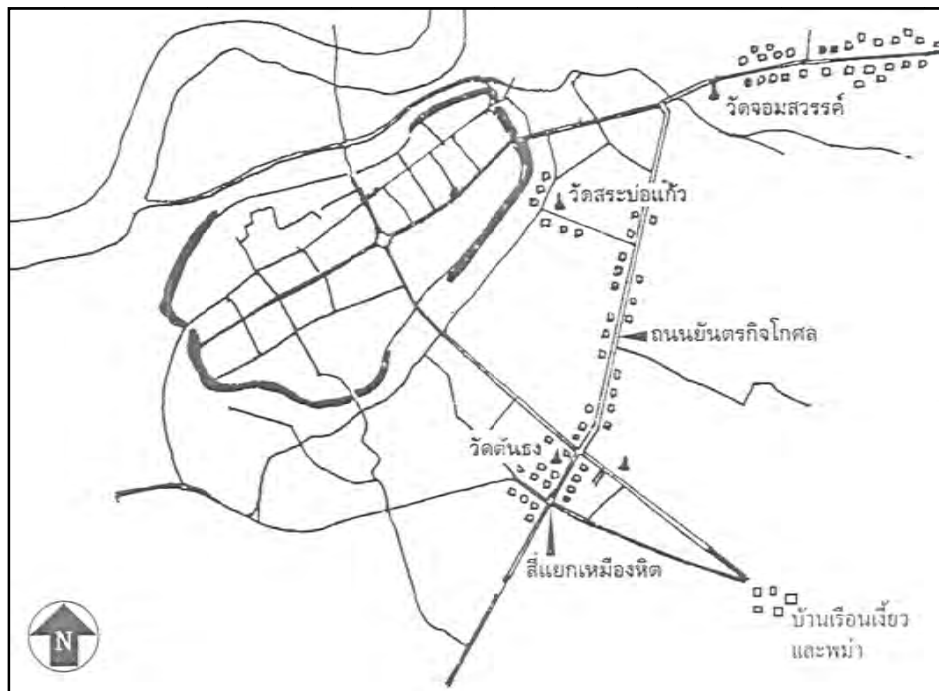 วัดจอมสวรรค์
วัดสระบ่อแก้ว
ถนนยันตรกิจโกศล
วัดต้นธง
สี่แยกเหมืองหิต
บ้านเรือนเงี้ยว
และพม่า
N